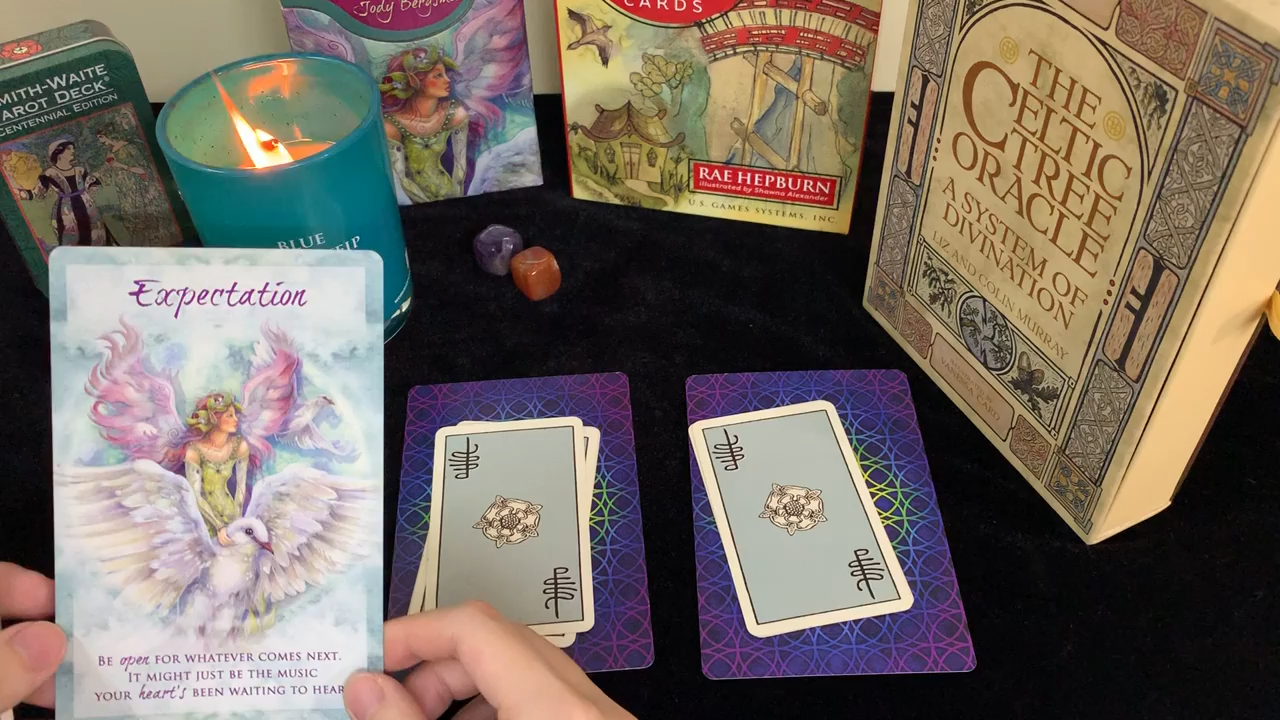 MITH-WAITE
AROT DECK
CENTENNIAL EDITION
Jody Bergsma
CARDS
RAE HEPBURN
illustrated by Shawna Alexander
U.S. GAMES SYSTEMS, INC.
THE
CELTIC
TREE
ORACLE
A SYSTEM OF
DIVINATION
LIZ AND COLIN MURRAY
VANESSA CARD
BLUE
Expectation
BE open FOR WHATEVER COMES NEXT.
IT MIGHT JUST BE THE MUSIC
YOUR heart's BEEN WAITING TO HEAR